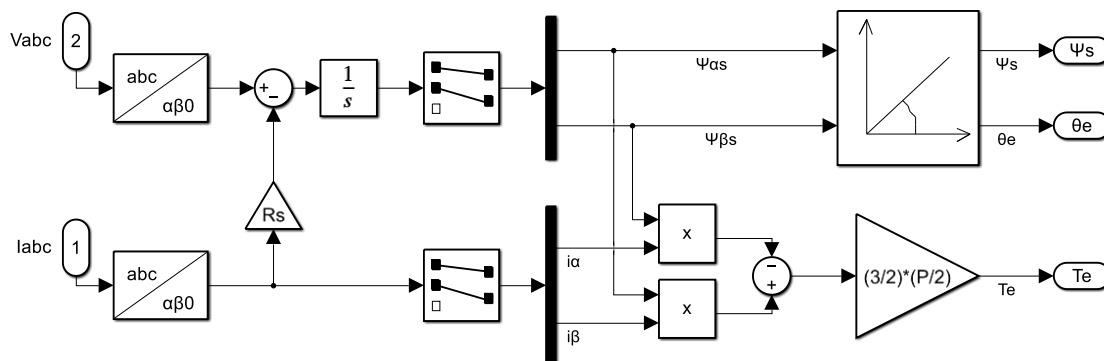 Vabc
2
abc
αβ0
+
−
1
s
Ψαs
Ψs
Ψs
Ψβs
θe
θe
Rs
Iabc
1
abc
αβ0
iα
x
−
+
(3/2)*(P/2)
Te
Te
iβ
x